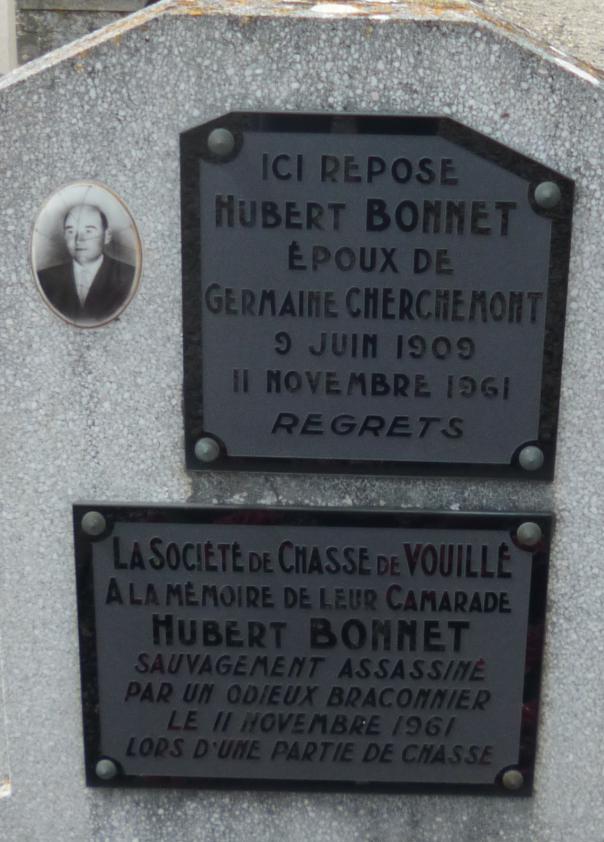 ICI REPOSE
HUBERT BONNET
ÉPOUX DE
GERMAINE CHERCHEMONT
9 JUIN 1909
11 NOVEMBRE 1961
REGRETS
LA SOCIÉTÉ DE CHASSE DE VOUILLÉ
A LA MÉMOIRE DE LEUR CAMARADE
HUBERT BONNET
SAUVAGEMENT ASSASSINÉ
PAR UN ODIEUX BRACONNIER
LE 11 NOVEMBRE 1961
LORS D'UNE PARTIE DE CHASSE